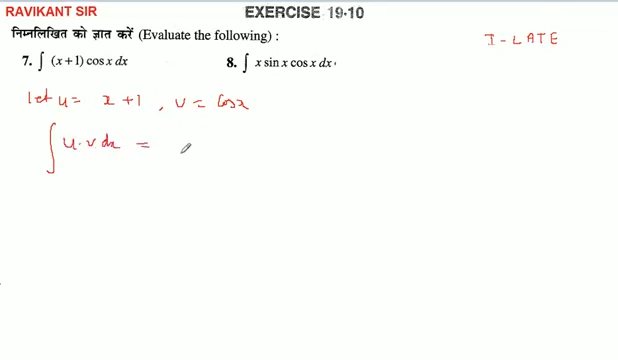 RAVIKANT SIR
EXERCISE 19·10
निम्नलिखित को ज्ञात करें (Evaluate the following) :
I - LATE
7. ∫ (x + 1) cos x dx
8. ∫ x sin x cos x dx·
let u = x + 1 , v = cosx
∫ u·v dx =